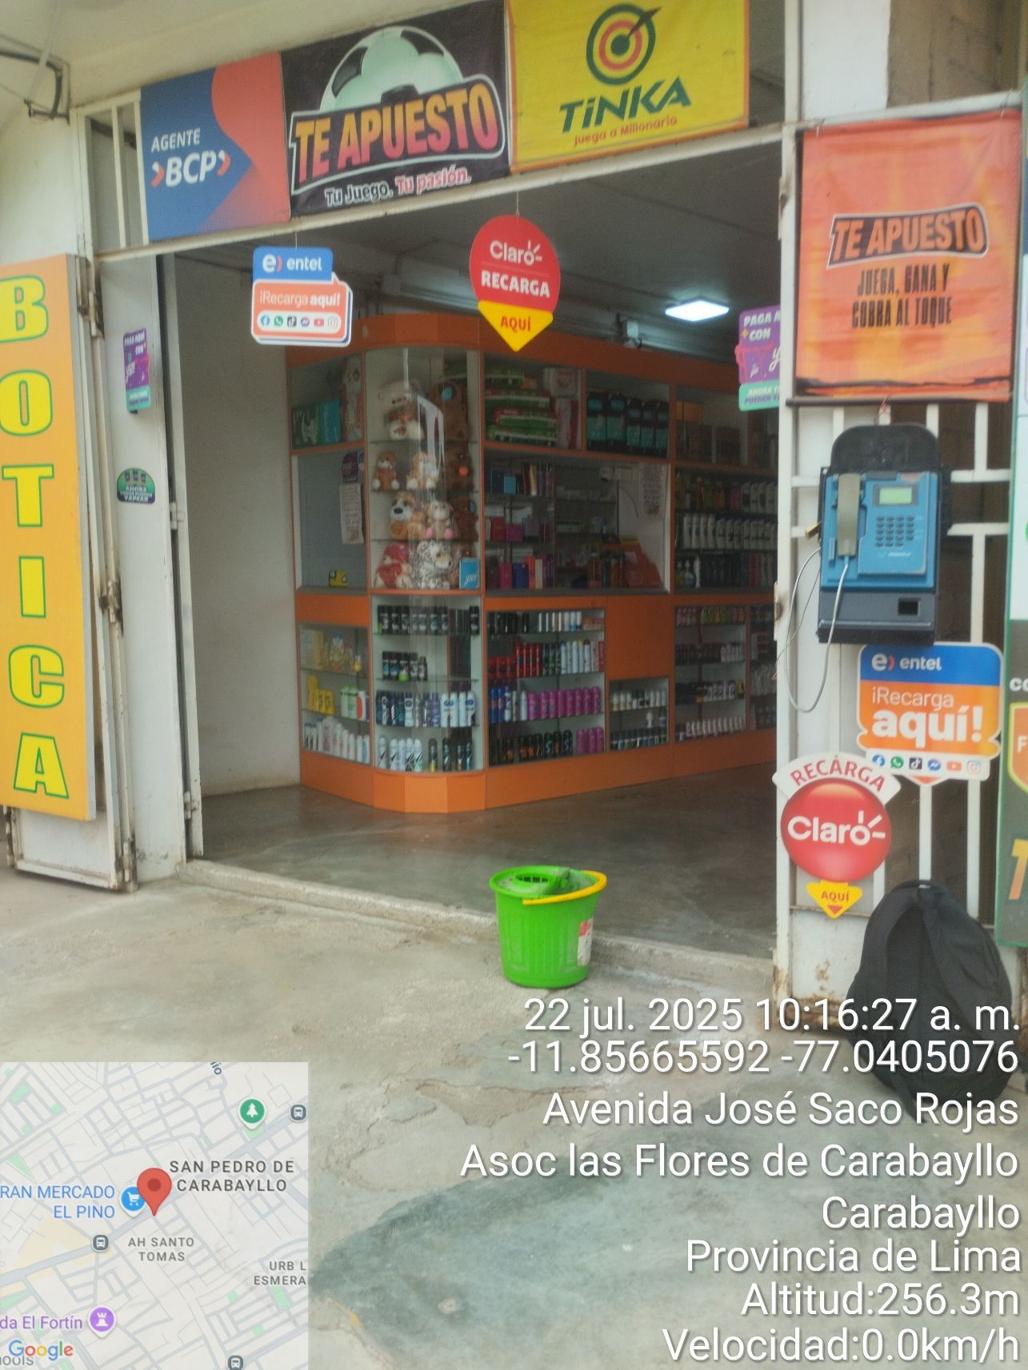 AGENTE
BCP
TE APUESTO
Tu Juego. Tu pasión.
TINKA
Juega a Millonario
TE APUESTO
JUEGA, GANA Y
COBRA AL TOQUE
BOTICA
entel
¡Recarga aquí!
Claro
RECARGA
AQUÍ
PAGA A
CON
entel
¡Recarga
aquí!
RECARGA
Claro
AQUÍ
22 jul. 2025 10:16:27 a. m.
-11.85665592 -77.0405076
Avenida José Saco Rojas
Asoc las Flores de Carabayllo
Carabayllo
Provincia de Lima
Altitud:256.3m
Velocidad:0.0km/h
SAN PEDRO DE
CARABAYLLO
RAN MERCADO
EL PINO
AH SANTO
TOMAS
URB L
ESMERA
da El Fortín
Google